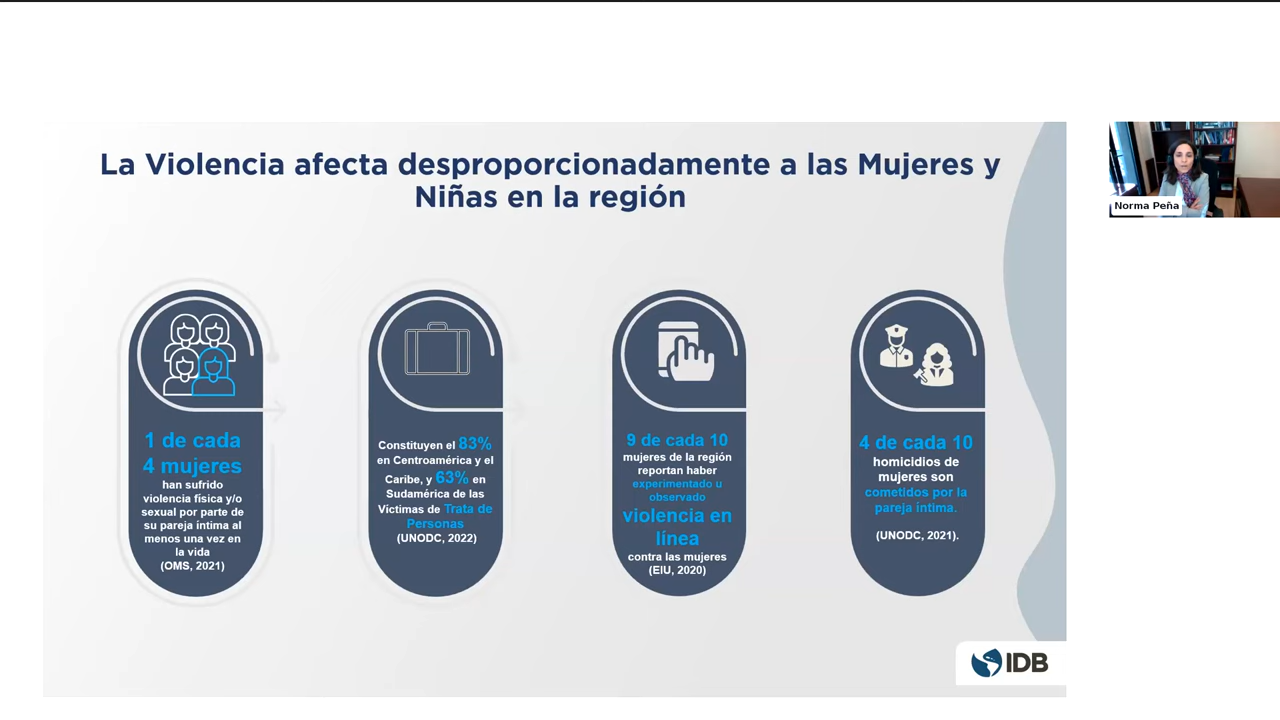 La Violencia afecta desproporcionadamente a las Mujeres y
Niñas en la región
1 de cada
4 mujeres
han sufrido
violencia física y/o
sexual por parte de
su pareja íntima al
menos una vez en
la vida
(OMS, 2021)
Constituyen el 83%
en Centroamérica y el
Caribe, y 63% en
Sudamérica de las
Víctimas de Trata de
Personas
(UNODC, 2022)
9 de cada 10
mujeres de la región
reportan haber
experimentado u
observado
violencia en
línea
contra las mujeres
(EIU, 2020)
4 de cada 10
homicidios de
mujeres son
cometidos por la
pareja íntima.
(UNODC, 2021).
IDB
Norma Peña